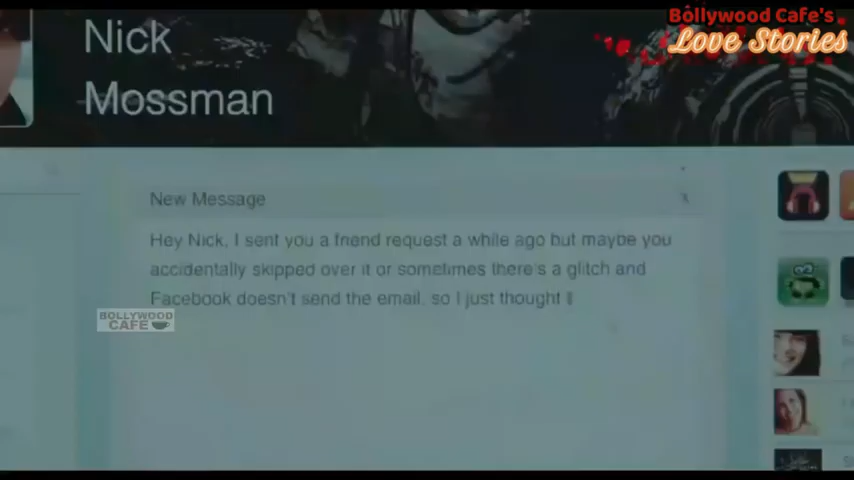 Bollywood Cafe's
Love Stories
Nick
Mossman
New Message
x
Hey Nick, I sent you a friend request a while ago but maybe you
accidentally skipped over it or sometimes there's a glitch and
Facebook doesn't send the email, so I just thought I
BOLLYWOOD
CAFE